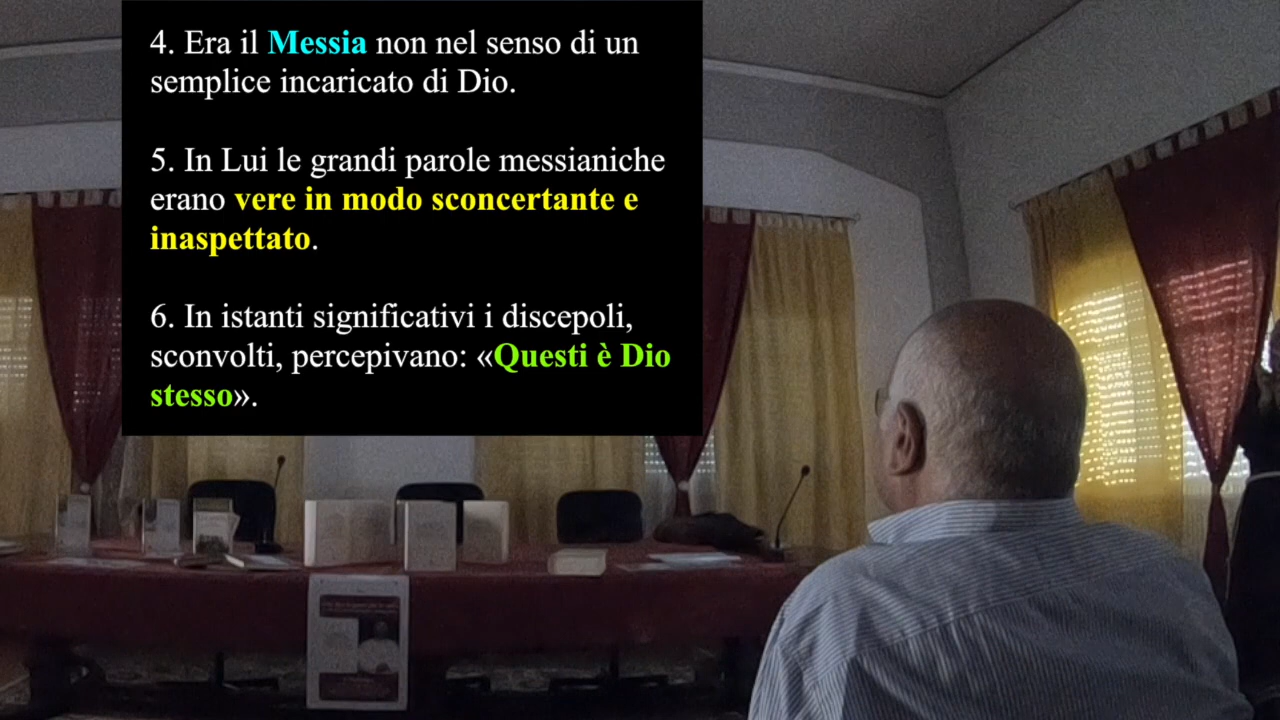 4. Era il Messia non nel senso di un
semplice incaricato di Dio.
5. In Lui le grandi parole messianiche
erano vere in modo sconcertante e
inaspettato.
6. In istanti significativi i discepoli,
sconvolti, percepivano: «Questi è Dio
stesso».